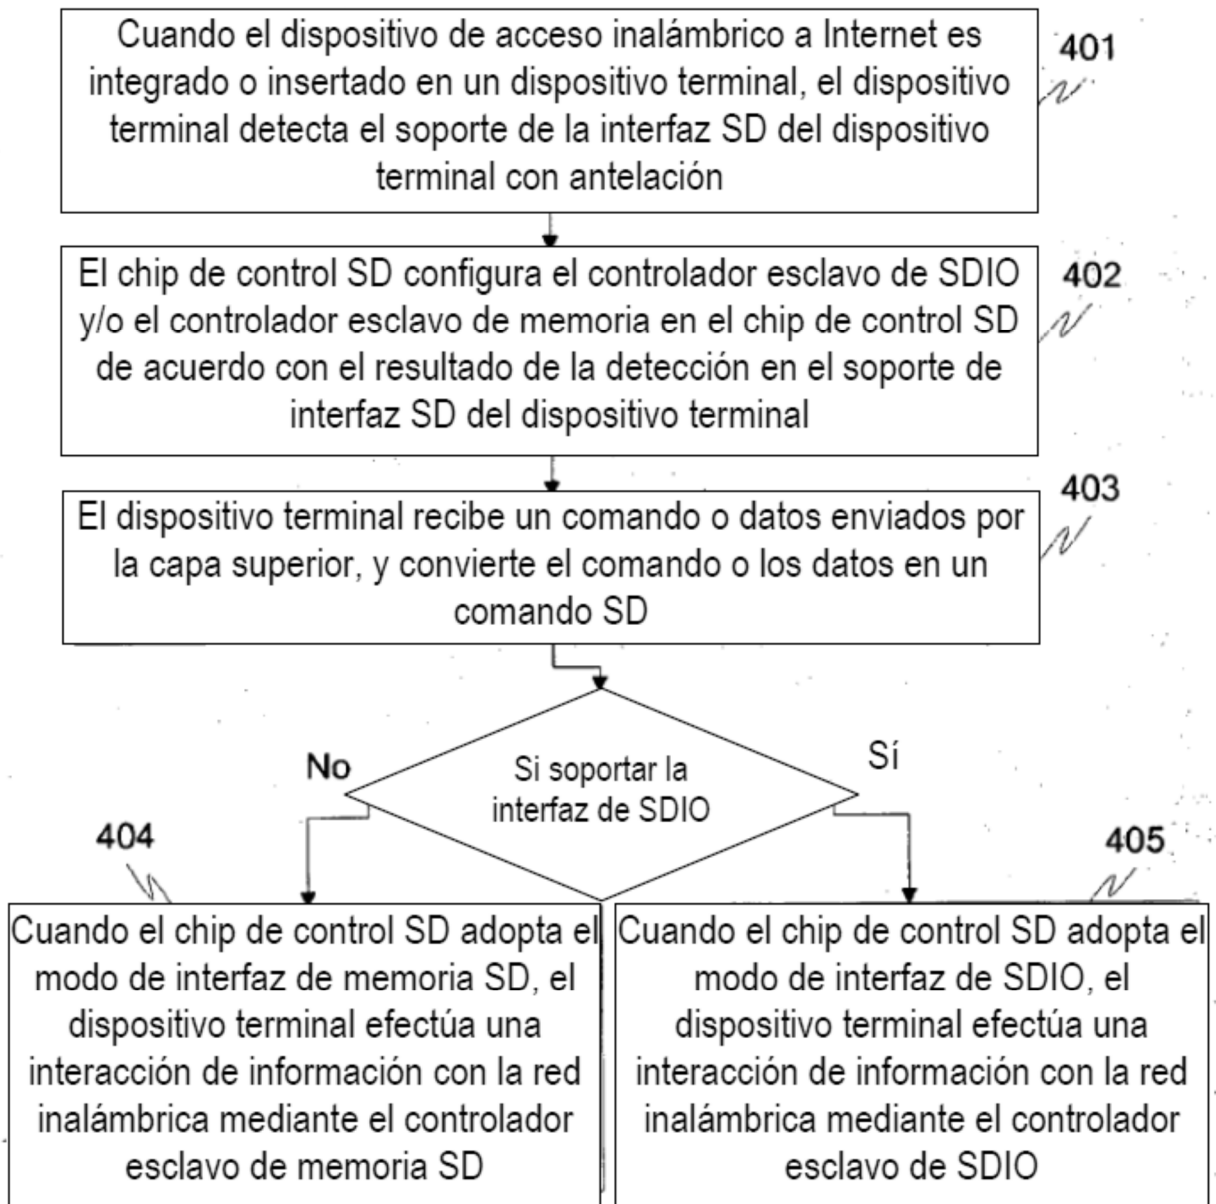 Cuando el dispositivo de acceso inalámbrico a Internet es
integrado o insertado en un dispositivo terminal, el dispositivo
terminal detecta el soporte de la interfaz SD del dispositivo
terminal con antelación
401
El chip de control SD configura el controlador esclavo de SDIO
y/o el controlador esclavo de memoria en el chip de control SD
de acuerdo con el resultado de la detección en el soporte de
interfaz SD del dispositivo terminal
402
El dispositivo terminal recibe un comando o datos enviados por
la capa superior, y convierte el comando o los datos en un
comando SD
403
Si soportar la
interfaz de SDIO
No
Sí
404
Cuando el chip de control SD adopta el
modo de interfaz de memoria SD, el
dispositivo terminal efectúa una
interacción de información con la red
inalámbrica mediante el controlador
esclavo de memoria SD
405
Cuando el chip de control SD adopta el
modo de interfaz de SDIO, el
dispositivo terminal efectúa una
interacción de información con la red
inalámbrica mediante el controlador
esclavo de SDIO